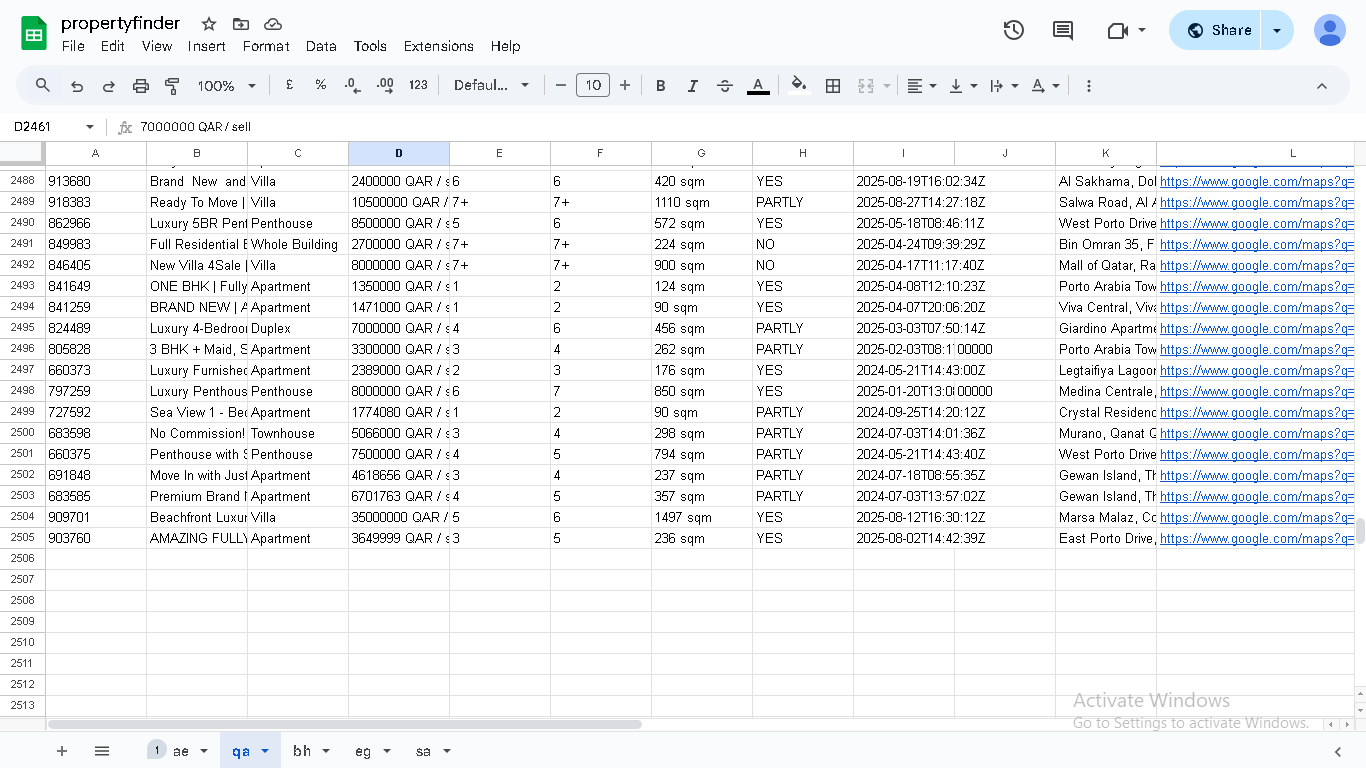 propertyfinder
File Edit View Insert Format Data Tools Extensions Help
Share
100% £ % .0 .00 123 Defaul... 10 B I A A
D2461 fx 7000000 QAR / sell
A B C D E F G H I J K L
2488 913680 Brand New and Villa 2400000 QAR / s 6 6 420 sqm YES 2025-08-19T16:02:34Z Al Sakhama, Dol https://www.google.com/maps?q=
2489 918383 Ready To Move | Villa 10500000 QAR / 7+ 7+ 1110 sqm PARTLY 2025-08-27T14:27:18Z Salwa Road, Al A https://www.google.com/maps?q=
2490 862966 Luxury 5BR Pent Penthouse 8500000 QAR / s 5 6 572 sqm YES 2025-05-18T08:46:11Z West Porto Drive https://www.google.com/maps?q=
2491 849983 Full Residential B Whole Building 2700000 QAR / s 7+ 7+ 224 sqm NO 2025-04-24T09:39:29Z Bin Omran 35, F https://www.google.com/maps?q=
2492 846405 New Villa 4Sale | Villa 8000000 QAR / s 7+ 7+ 900 sqm NO 2025-04-17T11:17:40Z Mall of Qatar, Ra https://www.google.com/maps?q=
2493 841649 ONE BHK | Fully Apartment 1350000 QAR / s 1 2 124 sqm YES 2025-04-08T12:10:23Z Porto Arabia Tow https://www.google.com/maps?q=
2494 841259 BRAND NEW | A Apartment 1471000 QAR / s 1 2 90 sqm YES 2025-04-07T20:06:20Z Viva Central, Viva https://www.google.com/maps?q=
2495 824489 Luxury 4-Bedroor Duplex 7000000 QAR / s 4 6 456 sqm PARTLY 2025-03-03T07:50:14Z Giardino Apartme https://www.google.com/maps?q=
2496 805828 3 BHK + Maid, S Apartment 3300000 QAR / s 3 4 262 sqm PARTLY 2025-02-03T08:1 00000 Porto Arabia Tow https://www.google.com/maps?q=
2497 660373 Luxury Furnished Apartment 2389000 QAR / s 2 3 176 sqm YES 2024-05-21T14:43:00Z Legtaifiya Lagoor https://www.google.com/maps?q=
2498 797259 Luxury Penthous Penthouse 8000000 QAR / s 6 7 850 sqm YES 2025-01-20T13:0 00000 Medina Centrale, https://www.google.com/maps?q=
2499 727592 Sea View 1 - Bed Apartment 1774080 QAR / s 1 2 90 sqm PARTLY 2024-09-25T14:20:12Z Crystal Residenc https://www.google.com/maps?q=
2500 683598 No Commission! Townhouse 5066000 QAR / s 3 4 298 sqm PARTLY 2024-07-03T14:01:36Z Murano, Qanat Q https://www.google.com/maps?q=
2501 660375 Penthouse with S Penthouse 7500000 QAR / s 4 5 794 sqm PARTLY 2024-05-21T14:43:40Z West Porto Drive https://www.google.com/maps?q=
2502 691848 Move In with Just Apartment 4618656 QAR / s 3 4 237 sqm PARTLY 2024-07-18T08:55:35Z Gewan Island, Th https://www.google.com/maps?q=
2503 683585 Premium Brand N Apartment 6701763 QAR / s 4 5 357 sqm PARTLY 2024-07-03T13:57:02Z Gewan Island, Th https://www.google.com/maps?q=
2504 909701 Beachfront Luxur Villa 35000000 QAR / 5 6 1497 sqm YES 2025-08-12T16:30:12Z Marsa Malaz, Co https://www.google.com/maps?q=
2505 903760 AMAZING FULLY Apartment 3649999 QAR / s 3 5 236 sqm YES 2025-08-02T14:42:39Z East Porto Drive, https://www.google.com/maps?q=
2506
2507
2508
2509
2510
2511
2512
2513
Activate Windows
Go to Settings to activate Windows.
1 ae qa bh eg sa